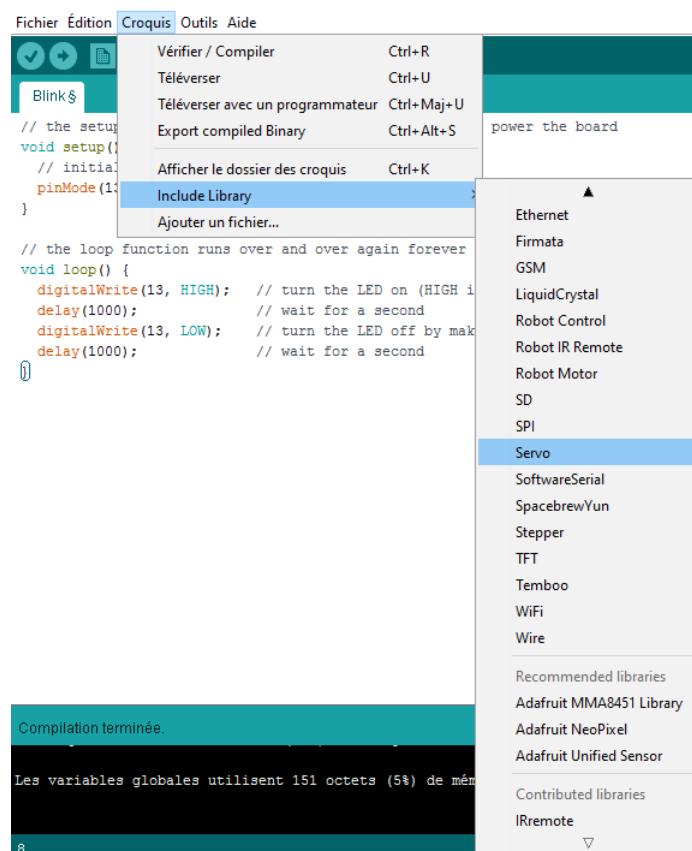 Fichier Édition Croquis Outils Aide
Vérifier / Compiler Ctrl+R
Téléverser Ctrl+U
Téléverser avec un programmateur Ctrl+Maj+U
Export compiled Binary Ctrl+Alt+S
Afficher le dossier des croquis Ctrl+K
Include Library
Ajouter un fichier...
Blink§
// the setup power the board
void setup()
// initial
pinMode(13
}
// the loop function runs over and over again forever
void loop() {
digitalWrite(13, HIGH); // turn the LED on (HIGH i
delay(1000); // wait for a second
digitalWrite(13, LOW); // turn the LED off by mak
delay(1000); // wait for a second
}
Ethernet
Firmata
GSM
LiquidCrystal
Robot Control
Robot IR Remote
Robot Motor
SD
SPI
Servo
SoftwareSerial
SpacebrewYun
Stepper
TFT
Temboo
WiFi
Wire
Recommended libraries
Adafruit MMA8451 Library
Adafruit NeoPixel
Adafruit Unified Sensor
Contributed libraries
IRremote
Compilation terminée.
Les variables globales utilisent 151 octets (5%) de mém
8